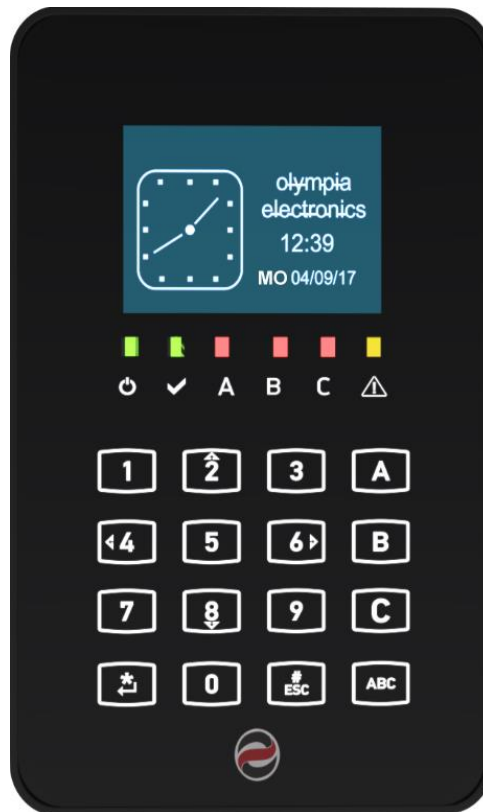 olympia
electronics
12:39
MO 04/09/17
A B C
1 2 3 A
4 5 6 B
7 8 9 C
* 0 # ESC ABC